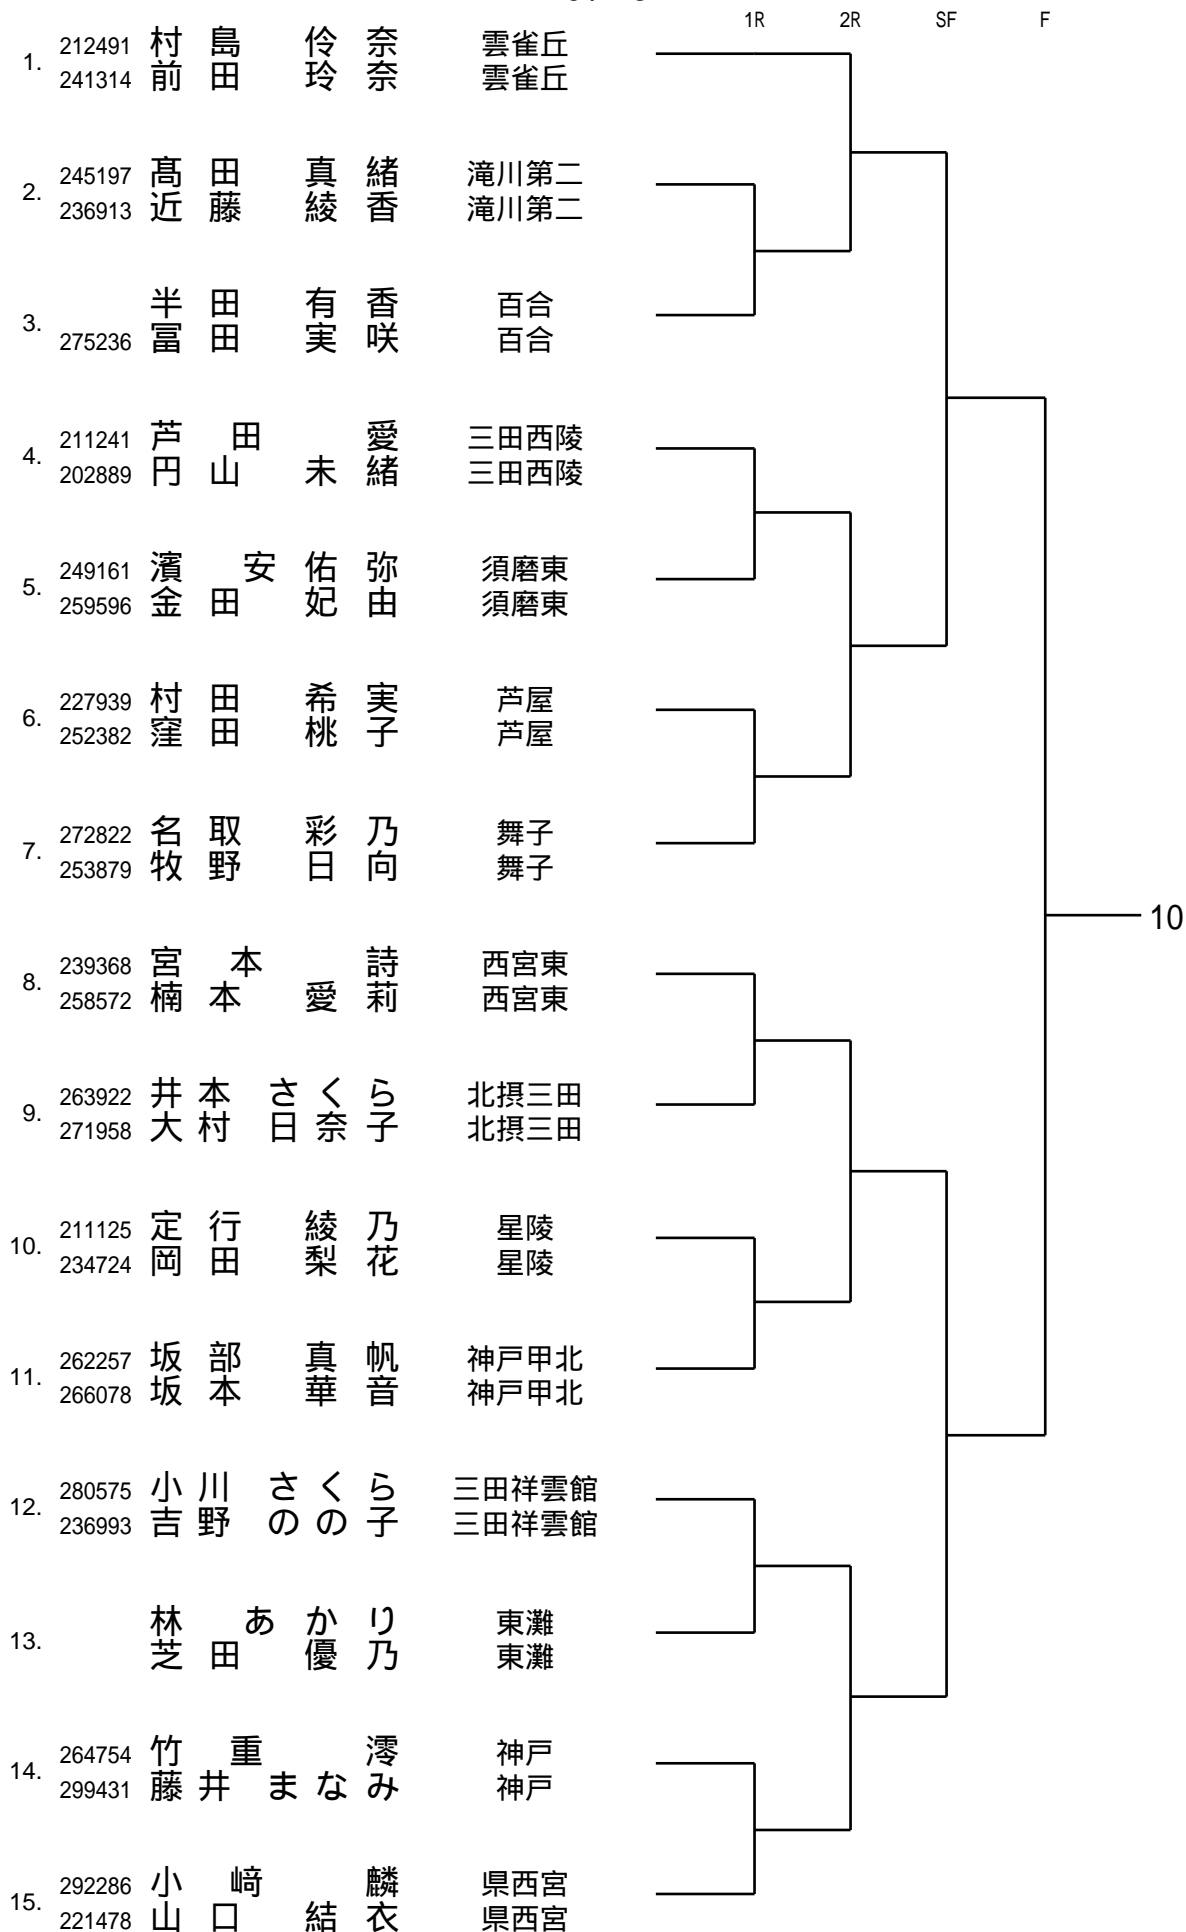 1R 2R SF F
1. 212491 村島 伶奈 雲雀丘
241314 前田 玲奈 雲雀丘
2. 245197 髙田 真緒 滝川第二
236913 近藤 綾香 滝川第二
3. 半田 有香 百合
275236 冨田 実咲 百合
4. 211241 芦田 愛 三田西陵
202889 円山 未緒 三田西陵
5. 249161 濱 安佑弥 須磨東
259596 金田 妃由 須磨東
6. 227939 村田 希実 芦屋
252382 窪田 桃子 芦屋
7. 272822 名取 彩乃 舞子
253879 牧野 日向 舞子
10
8. 239368 宮本 詩 西宮東
258572 楠本 愛莉 西宮東
9. 263922 井本 さくら 北摂三田
271958 大村 日奈子 北摂三田
10. 211125 定行 綾乃 星陵
234724 岡田 梨花 星陵
11. 262257 坂部 真帆 神戸甲北
266078 坂本 華音 神戸甲北
12. 280575 小川 さくら 三田祥雲館
236993 吉野 のの子 三田祥雲館
13. 林 あかり 東灘
芝田 優乃 東灘
14. 264754 竹重 澪 神戸
299431 藤井 まなみ 神戸
15. 292286 小﨑 麟 県西宮
221478 山口 結衣 県西宮